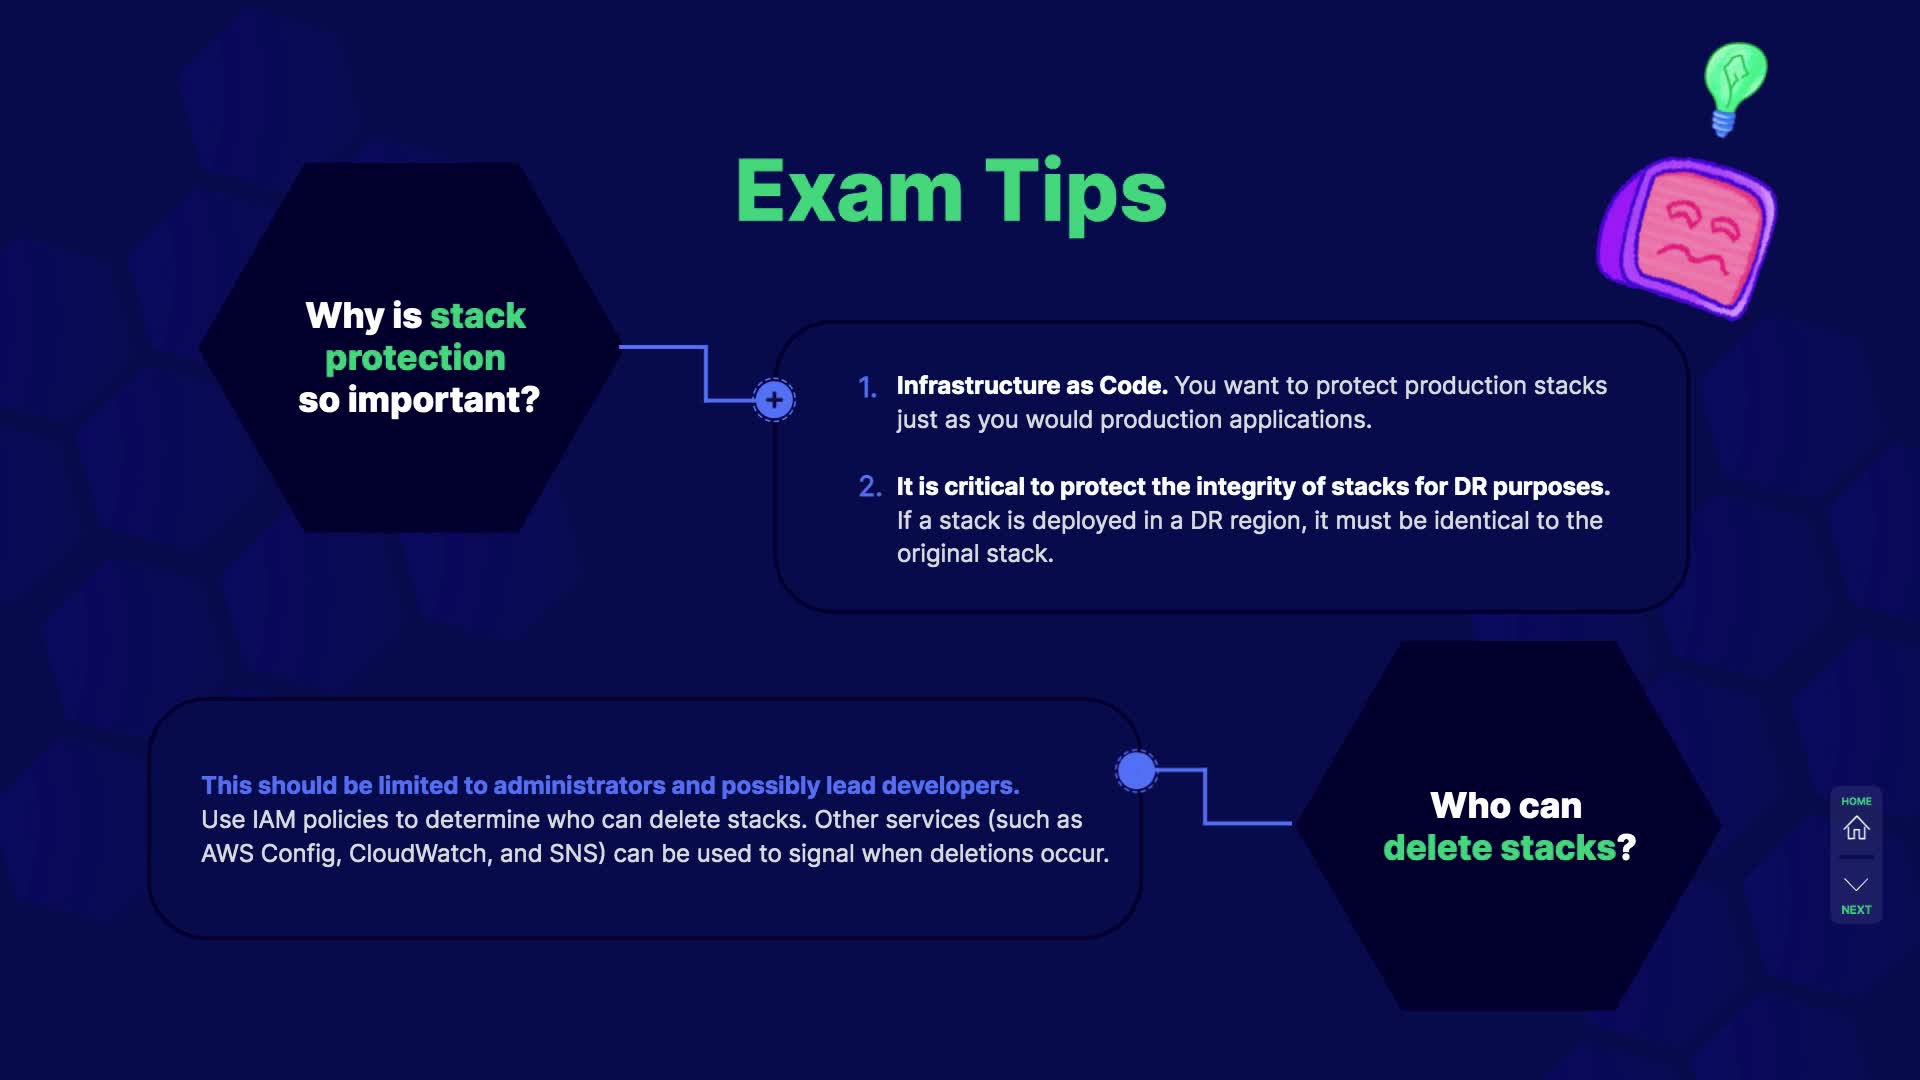 Exam Tips
Why is stack
protection
so important?
1. Infrastructure as Code. You want to protect production stacks
just as you would production applications.
2. It is critical to protect the integrity of stacks for DR purposes.
If a stack is deployed in a DR region, it must be identical to the
original stack.
This should be limited to administrators and possibly lead developers.
Use IAM policies to determine who can delete stacks. Other services (such as
AWS Config, CloudWatch, and SNS) can be used to signal when deletions occur.
Who can
delete stacks?
HOME
NEXT